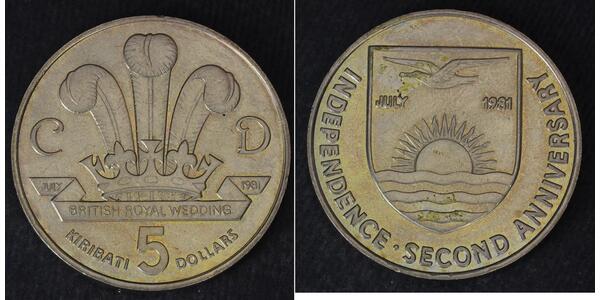 C D
JULY 1981
BRITISH ROYAL WEDDING
KIRIBATI 5 DOLLARS
JULY 1981
INDEPENDENCE · SECOND ANNIVERSARY